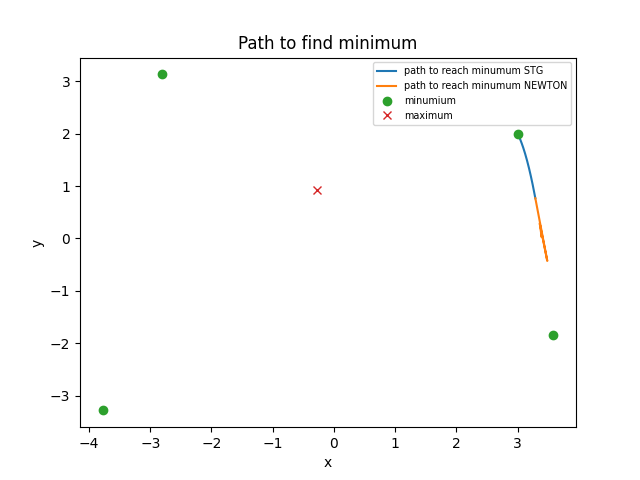 Path to find minimum
path to reach minumum STG
path to reach minumum NEWTON
minumium
maximum
3
2
1
0
−1
−2
−3
y
−4 −3 −2 −1 0 1 2 3
x